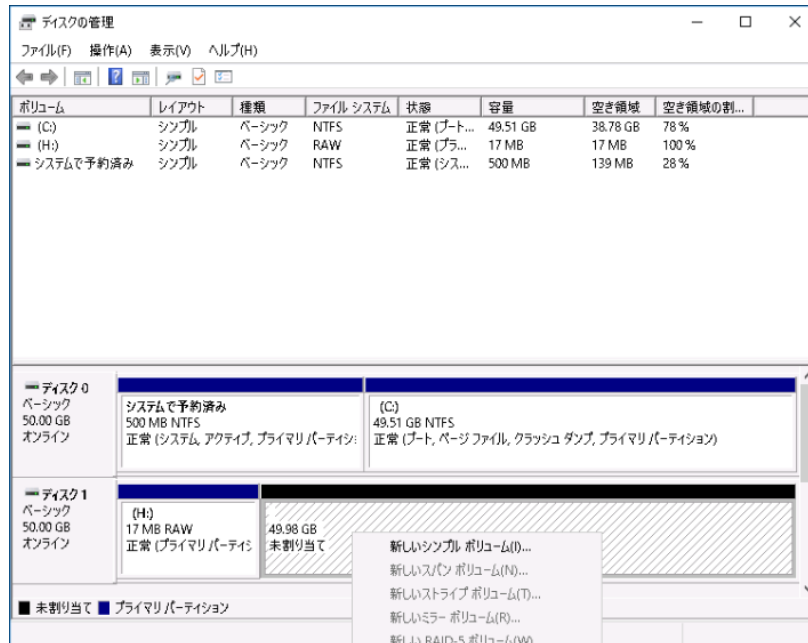 ディスクの管理
ファイル(F) 操作(A) 表示(V) ヘルプ(H)
ボリューム レイアウト 種類 ファイル システム 状態 容量 空き領域 空き領域の割...
(C:) シンプル ベーシック NTFS 正常 (ブート... 49.51 GB 38.78 GB 78 %
(H:) シンプル ベーシック RAW 正常 (プラ... 17 MB 17 MB 100 %
システムで予約済み シンプル ベーシック NTFS 正常 (シス... 500 MB 139 MB 28 %
ディスク 0
ベーシック
50.00 GB
オンライン
システムで予約済み
500 MB NTFS
正常 (システム, アクティブ, プライマリ パーティシ
(C:)
49.51 GB NTFS
正常 (ブート, ページ ファイル, クラッシュ ダンプ, プライマリ パーティション)
ディスク 1
ベーシック
50.00 GB
オンライン
(H:)
17 MB RAW
正常 (プライマリ パーティシ
49.98 GB
未割り当て
新しいシンプル ボリューム(I)...
新しいスパン ボリューム(N)...
新しいストライプ ボリューム(T)...
新しいミラー ボリューム(R)...
新しい RAID-5 ボリューム(W)...
未割り当て プライマリ パーティション